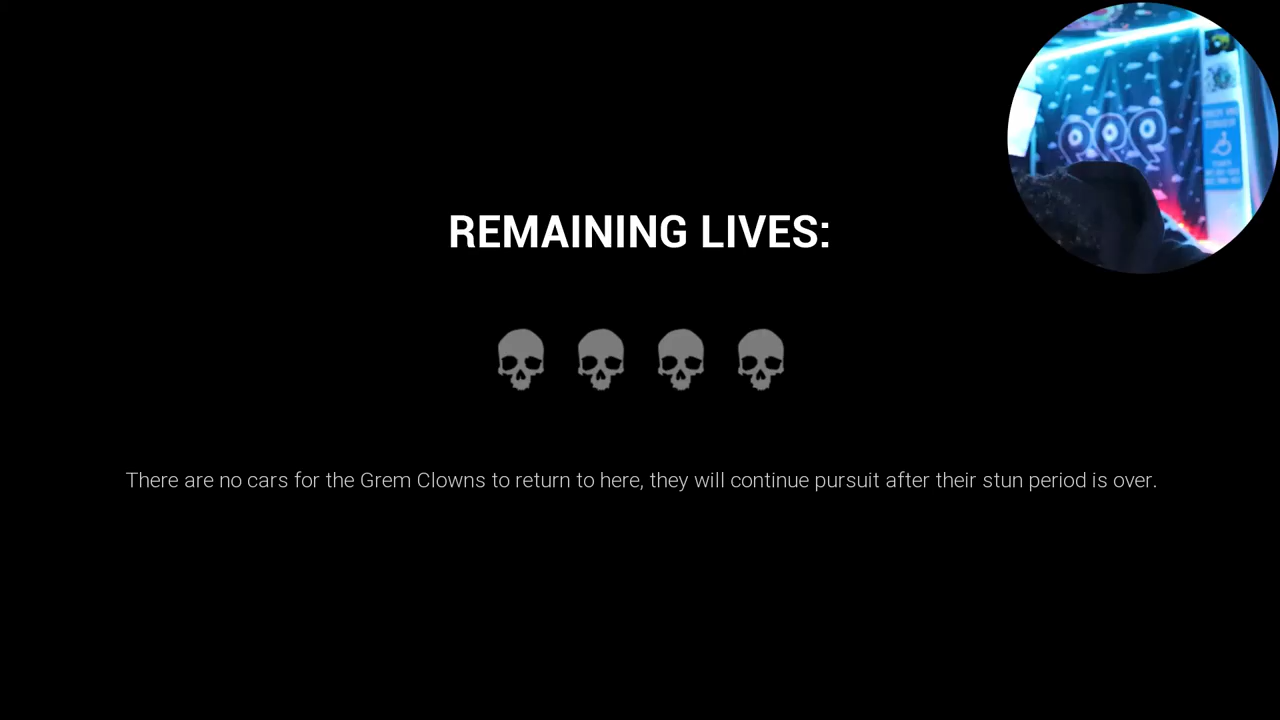 REMAINING LIVES:
There are no cars for the Grem Clowns to return to here, they will continue pursuit after their stun period is over.
999